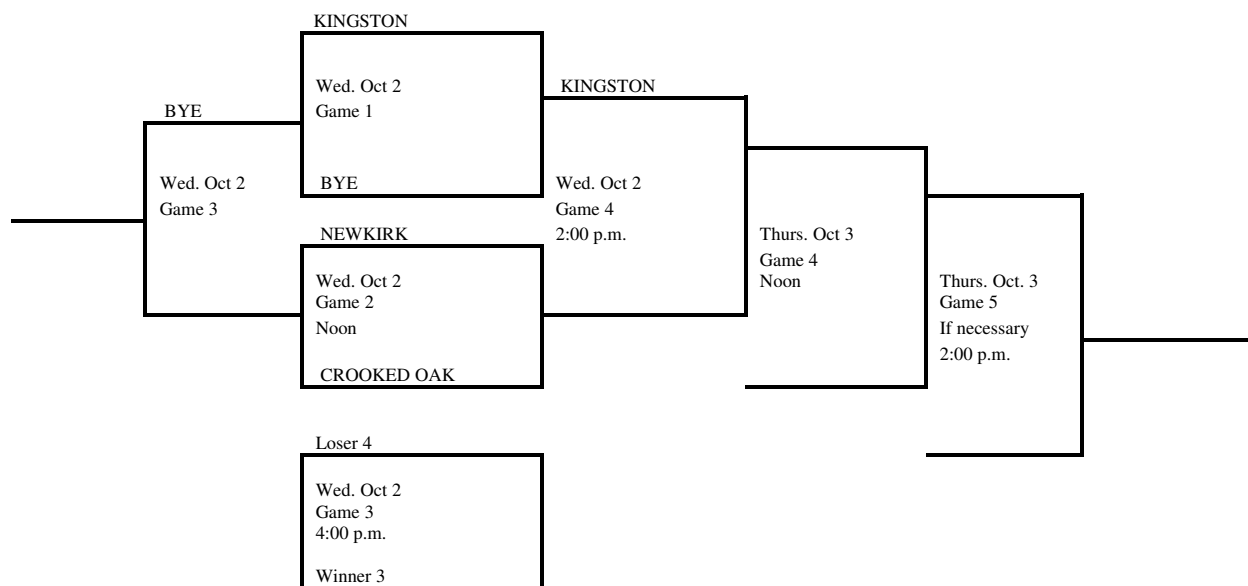 KINGSTON
Wed. Oct 2
Game 1
KINGSTON
BYE
Wed. Oct 2
Game 3
BYE
Wed. Oct 2
Game 4
2:00 p.m.
NEWKIRK
Wed. Oct 2
Game 2
Noon
CROOKED OAK
Thurs. Oct 3
Game 4
Noon
Thurs. Oct. 3
Game 5
If necessary
2:00 p.m.
Loser 4
Wed. Oct 2
Game 3
4:00 p.m.
Winner 3